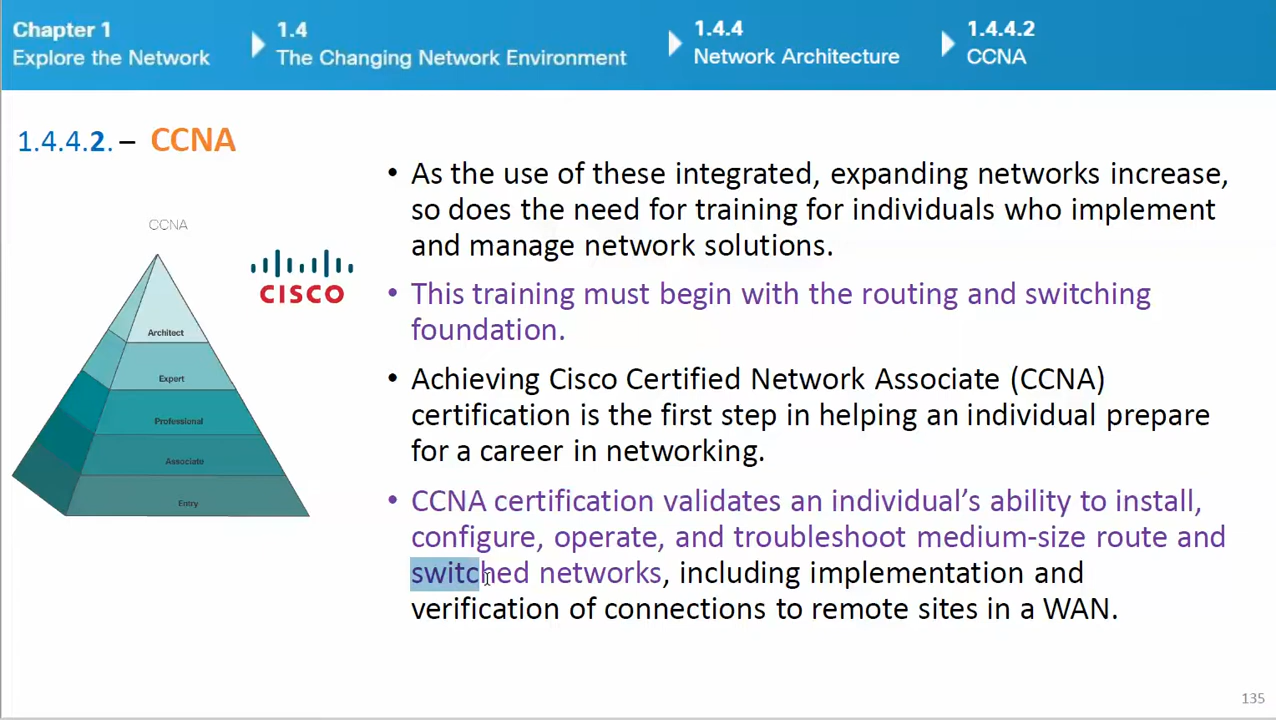 Chapter 1
Explore the Network
1.4
The Changing Network Environment
1.4.4
Network Architecture
1.4.4.2
CCNA
1.4.4.2. – CCNA
CCNA
CISCO
Architect
Expert
Professional
Associate
Entry
• As the use of these integrated, expanding networks increase,
so does the need for training for individuals who implement
and manage network solutions.
• This training must begin with the routing and switching
foundation.
• Achieving Cisco Certified Network Associate (CCNA)
certification is the first step in helping an individual prepare
for a career in networking.
• CCNA certification validates an individual’s ability to install,
configure, operate, and troubleshoot medium-size route and
switched networks, including implementation and
verification of connections to remote sites in a WAN.
135